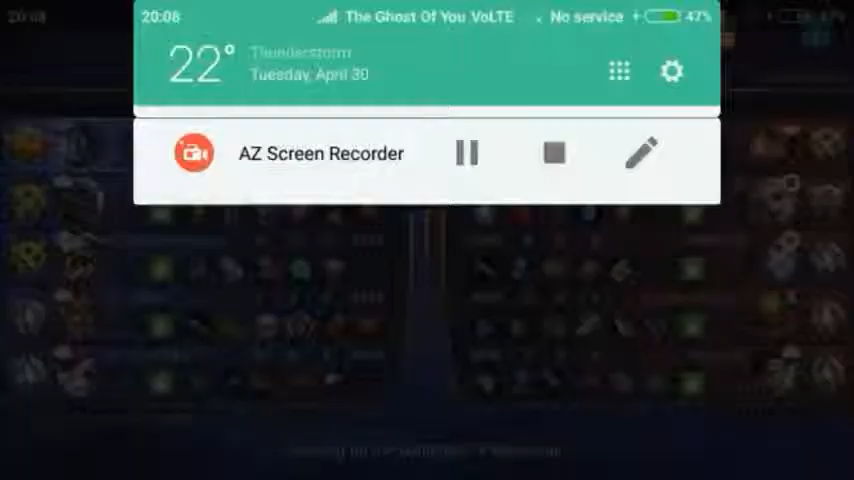 20:08 The Ghost Of You VoLTE No service 47%
22° Thunderstorm
Tuesday, April 30
AZ Screen Recorder